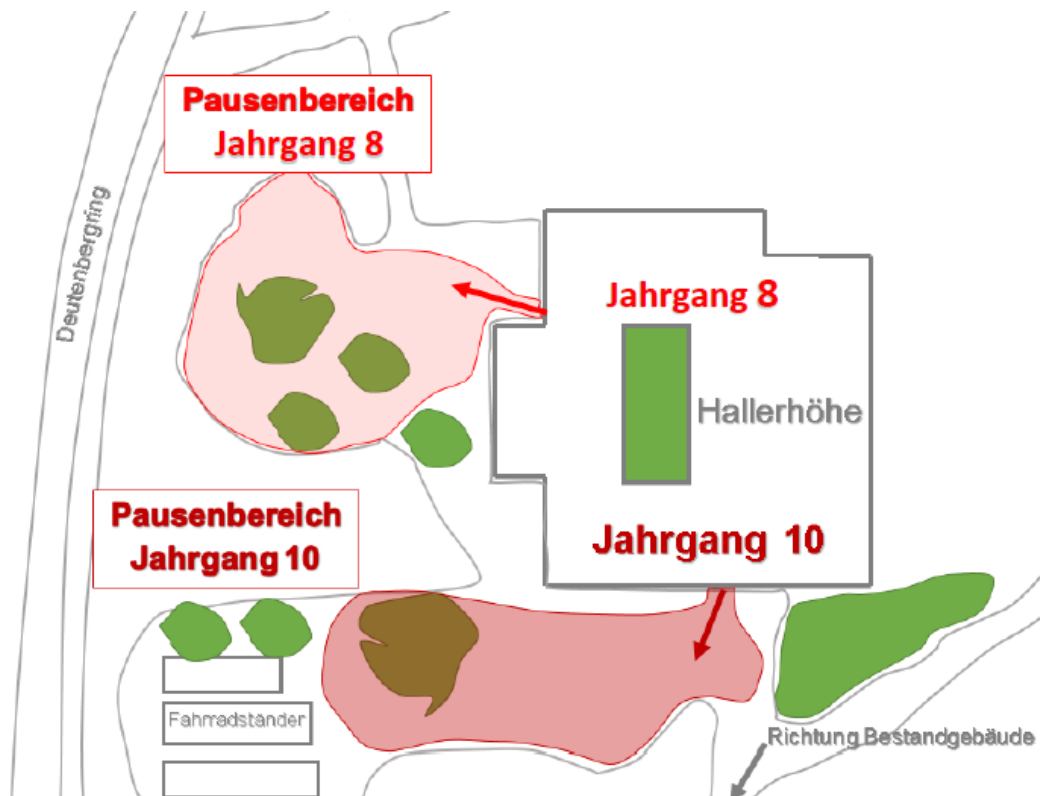 Pausenbereich
Jahrgang 8
Deutenbergring
Jahrgang 8
Hallerhöhe
Pausenbereich
Jahrgang 10
Jahrgang 10
Fahrradständer
Richtung Bestandgebäude